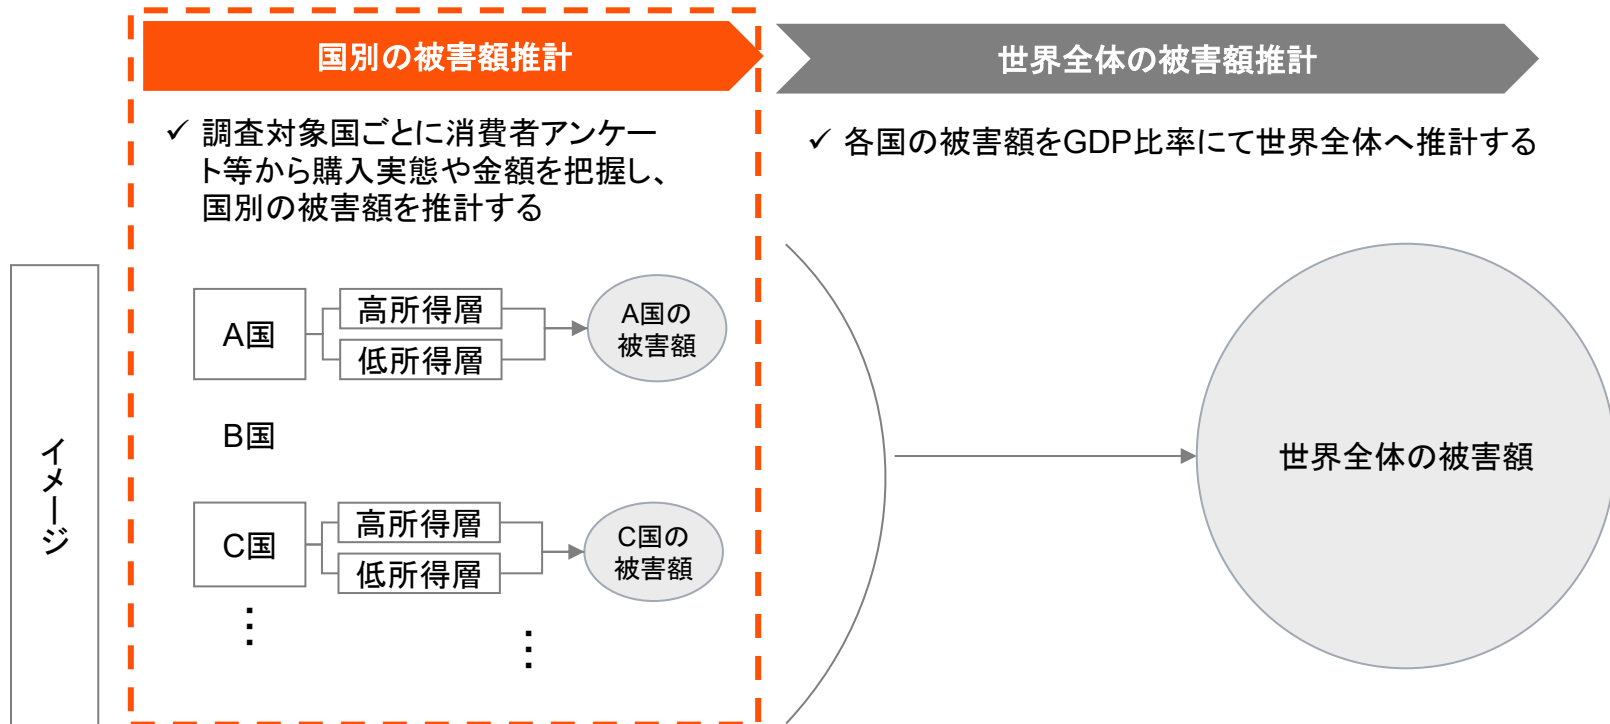 国別の被害額推計
世界全体の被害額推計
✓ 調査対象国ごとに消費者アンケー
ト等から購入実態や金額を把握し、
国別の被害額を推計する
✓ 各国の被害額をGDP比率にて世界全体へ推計する
イメージ
A国
高所得層
低所得層
A国の
被害額
B国
C国
高所得層
低所得層
C国の
被害額
⋮
⋮
世界全体の被害額